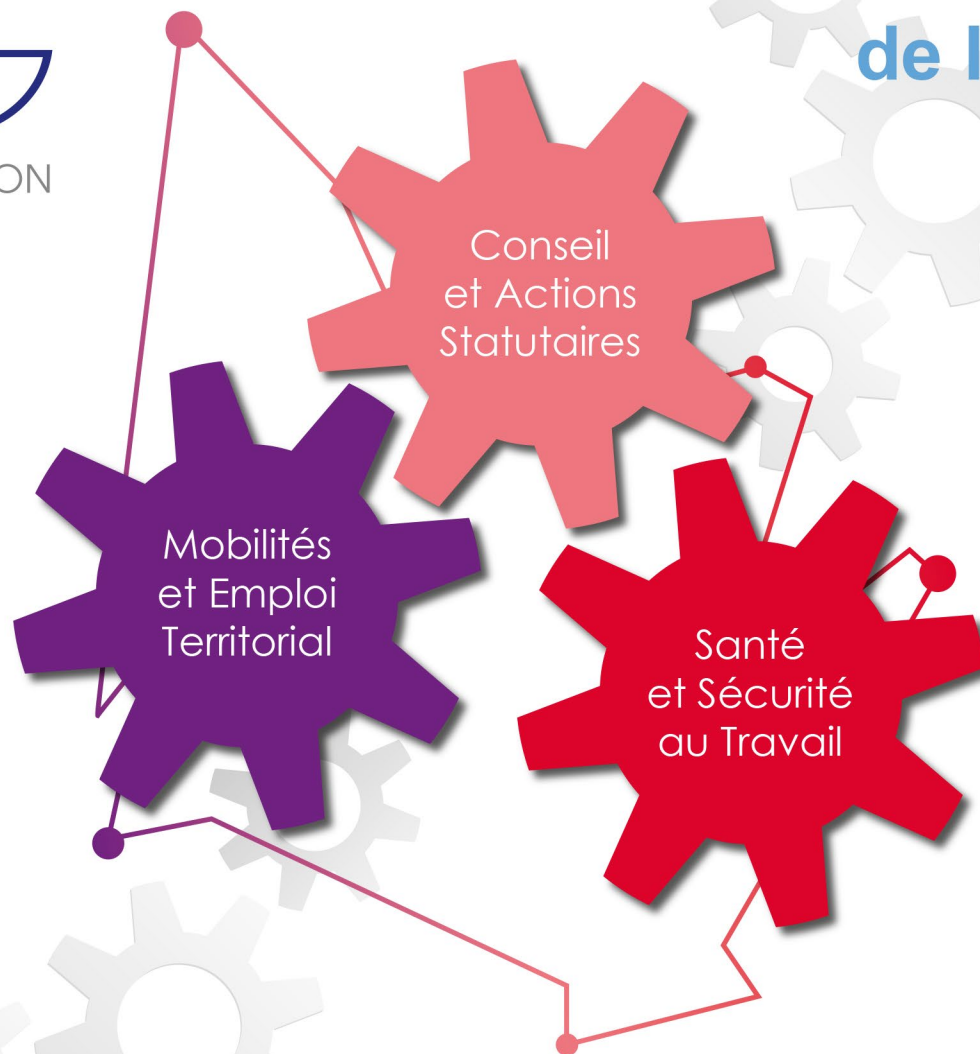 de l
ON
Conseil
et Actions
Statutaires
Mobilités
et Emploi
Territorial
Santé
et Sécurité
au Travail